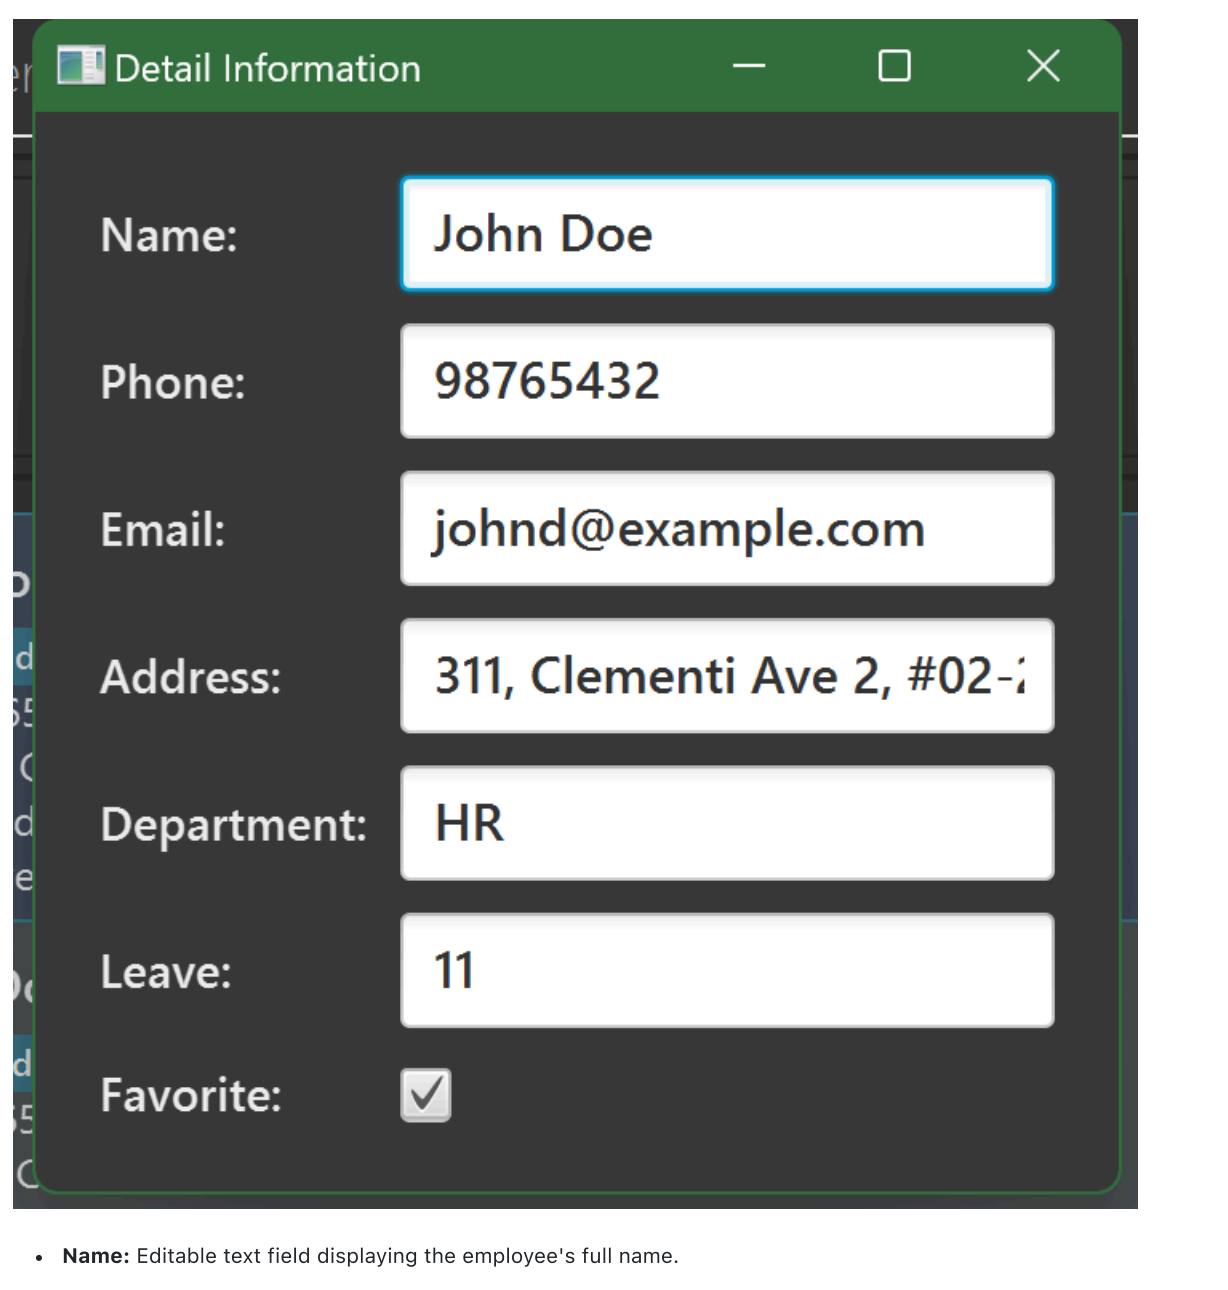 Detail Information
Name: John Doe
Phone: 98765432
Email: johnd@example.com
Address: 311, Clementi Ave 2, #02-
Department: HR
Leave: 11
Favorite:
• Name: Editable text field displaying the employee's full name.